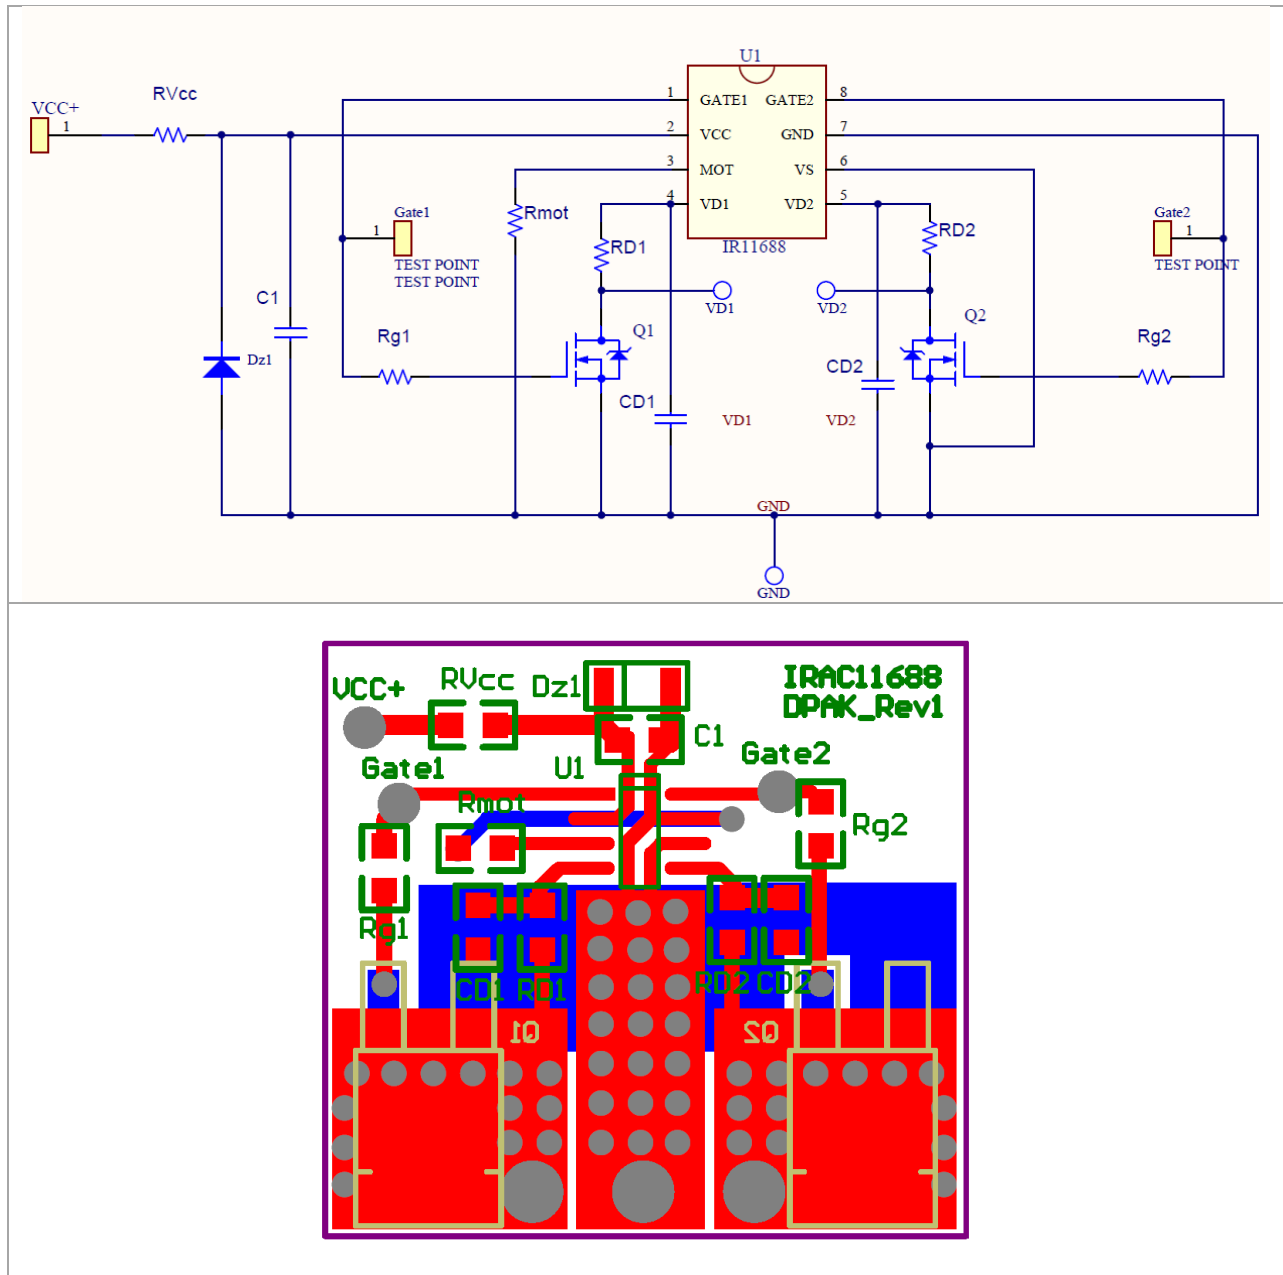 U1
RVcc
VCC+
1
1
GATE1
GATE2
8
2
VCC
GND
7
3
MOT
VS
6
4
VD1
VD2
5
IR11688
Rmot
RD1
RD2
Gate1
1
TEST POINT
TEST POINT
Gate2
1
TEST POINT
VD1
VD2
C1
Rg1
Q1
Q2
Rg2
Dz1
CD1
CD2
VD1
VD2
GND
GND
VCC+
RVcc
Dz1
IRAC11688
DPAK_Rev1
C1
Gate1
U1
Gate2
Rmot
Rg2
Rg1
CD1
RD1
RD2
CD2
Q1
Q2